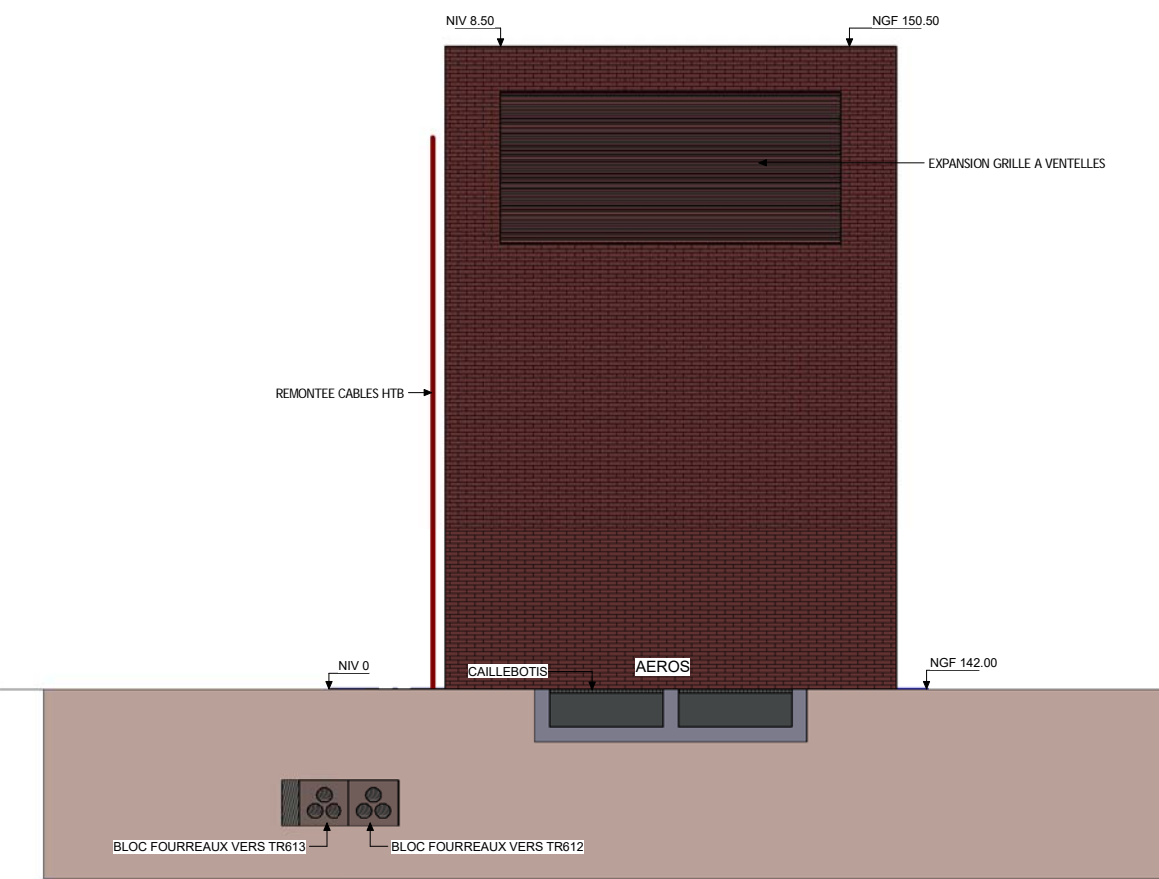 NIV 8.50
NGF 150.50
EXPANSION GRILLE A VENTELLES
REMONTEE CABLES HTB
NIV 0
CAILLEBOTIS
AEROS
NGF 142.00
BLOC FOURREAUX VERS TR613
BLOC FOURREAUX VERS TR612